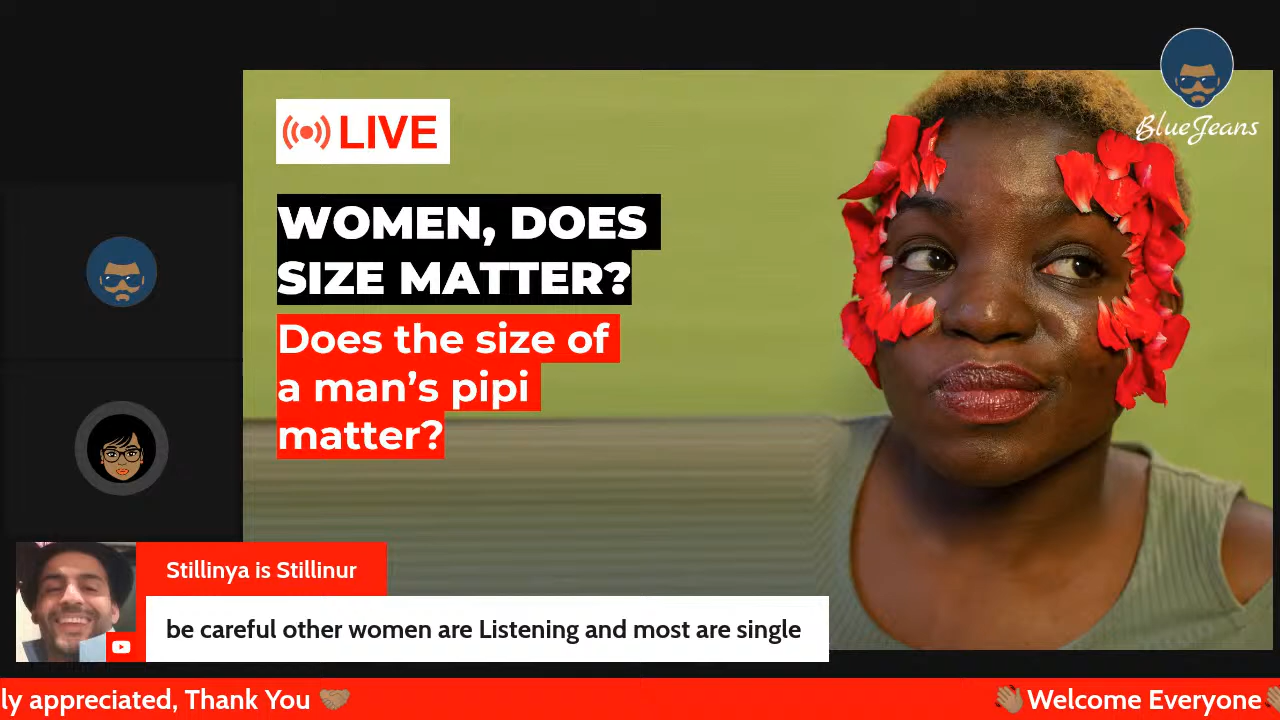 LIVE
BlueJeans
WOMEN, DOES
SIZE MATTER?
Does the size of
a man’s pipi
matter?
Stillinya is Stillinur
be careful other women are Listening and most are single
ly appreciated, Thank You 🤝🏽
👋🏽 Welcome Everyone 👋🏽